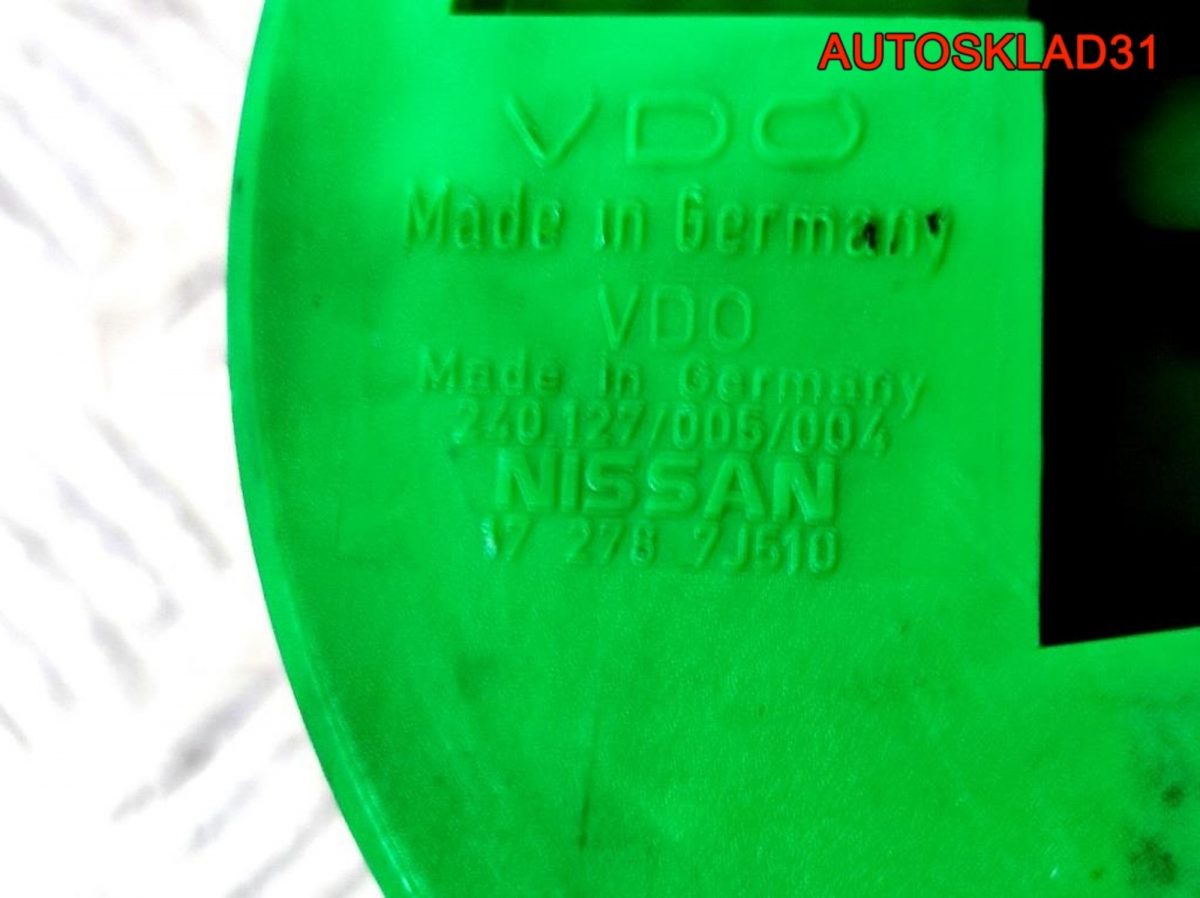 AUTOSKLAD31
VDO
Made in Germany
VDO
Made in Germany
240.127/005/004
NISSAN
17 278 7J510